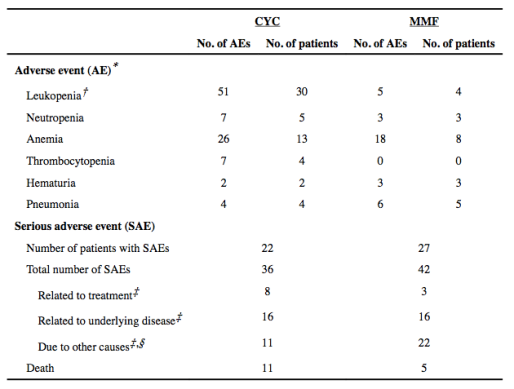 CYC MMF
No. of AEs No. of patients No. of AEs No. of patients
Adverse event (AE)*
Leukopenia† 51 30 5 4
Neutropenia 7 5 3 3
Anemia 26 13 18 8
Thrombocytopenia 7 4 0 0
Hematuria 2 2 3 3
Pneumonia 4 4 6 5
Serious adverse event (SAE)
Number of patients with SAEs 22 27
Total number of SAEs 36 42
Related to treatment‡ 8 3
Related to underlying disease‡ 16 16
Due to other causes‡,§ 11 22
Death 11 5